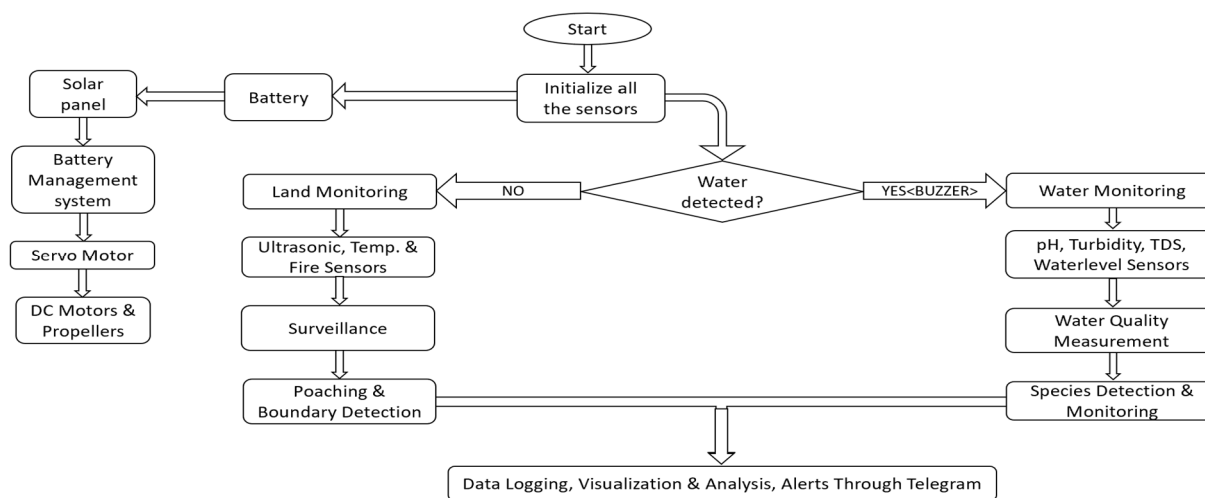 Start
Solar
panel
Battery
Initialize all
the sensors
Battery
Management
system
Land Monitoring
NO
Water
detected?
YES<BUZZER>
Water Monitoring
Servo Motor
Ultrasonic, Temp. &
Fire Sensors
pH, Turbidity, TDS,
Waterlevel Sensors
DC Motors &
Propellers
Surveillance
Water Quality
Measurement
Poaching &
Boundary Detection
Species Detection &
Monitoring
Data Logging, Visualization & Analysis, Alerts Through Telegram